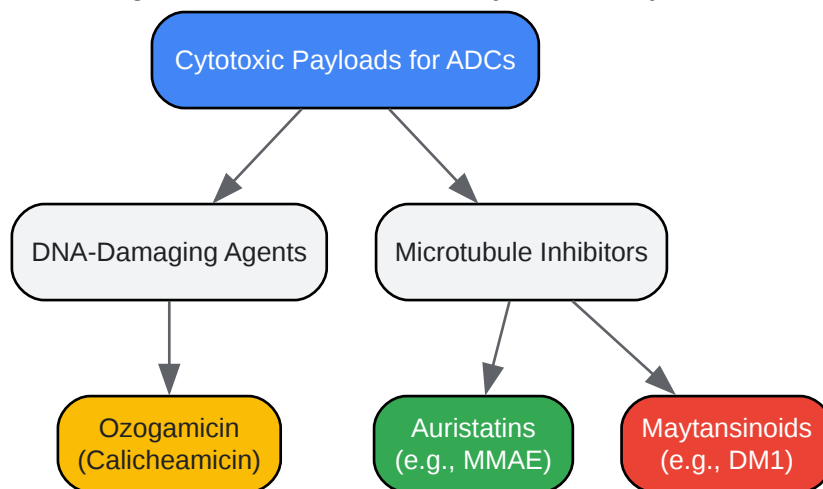 Cytotoxic Payloads for ADCs
DNA-Damaging Agents
Microtubule Inhibitors
Ozogamicin
(Calicheamicin)
Auristatins
(e.g., MMAE)
Maytansinoids
(e.g., DM1)